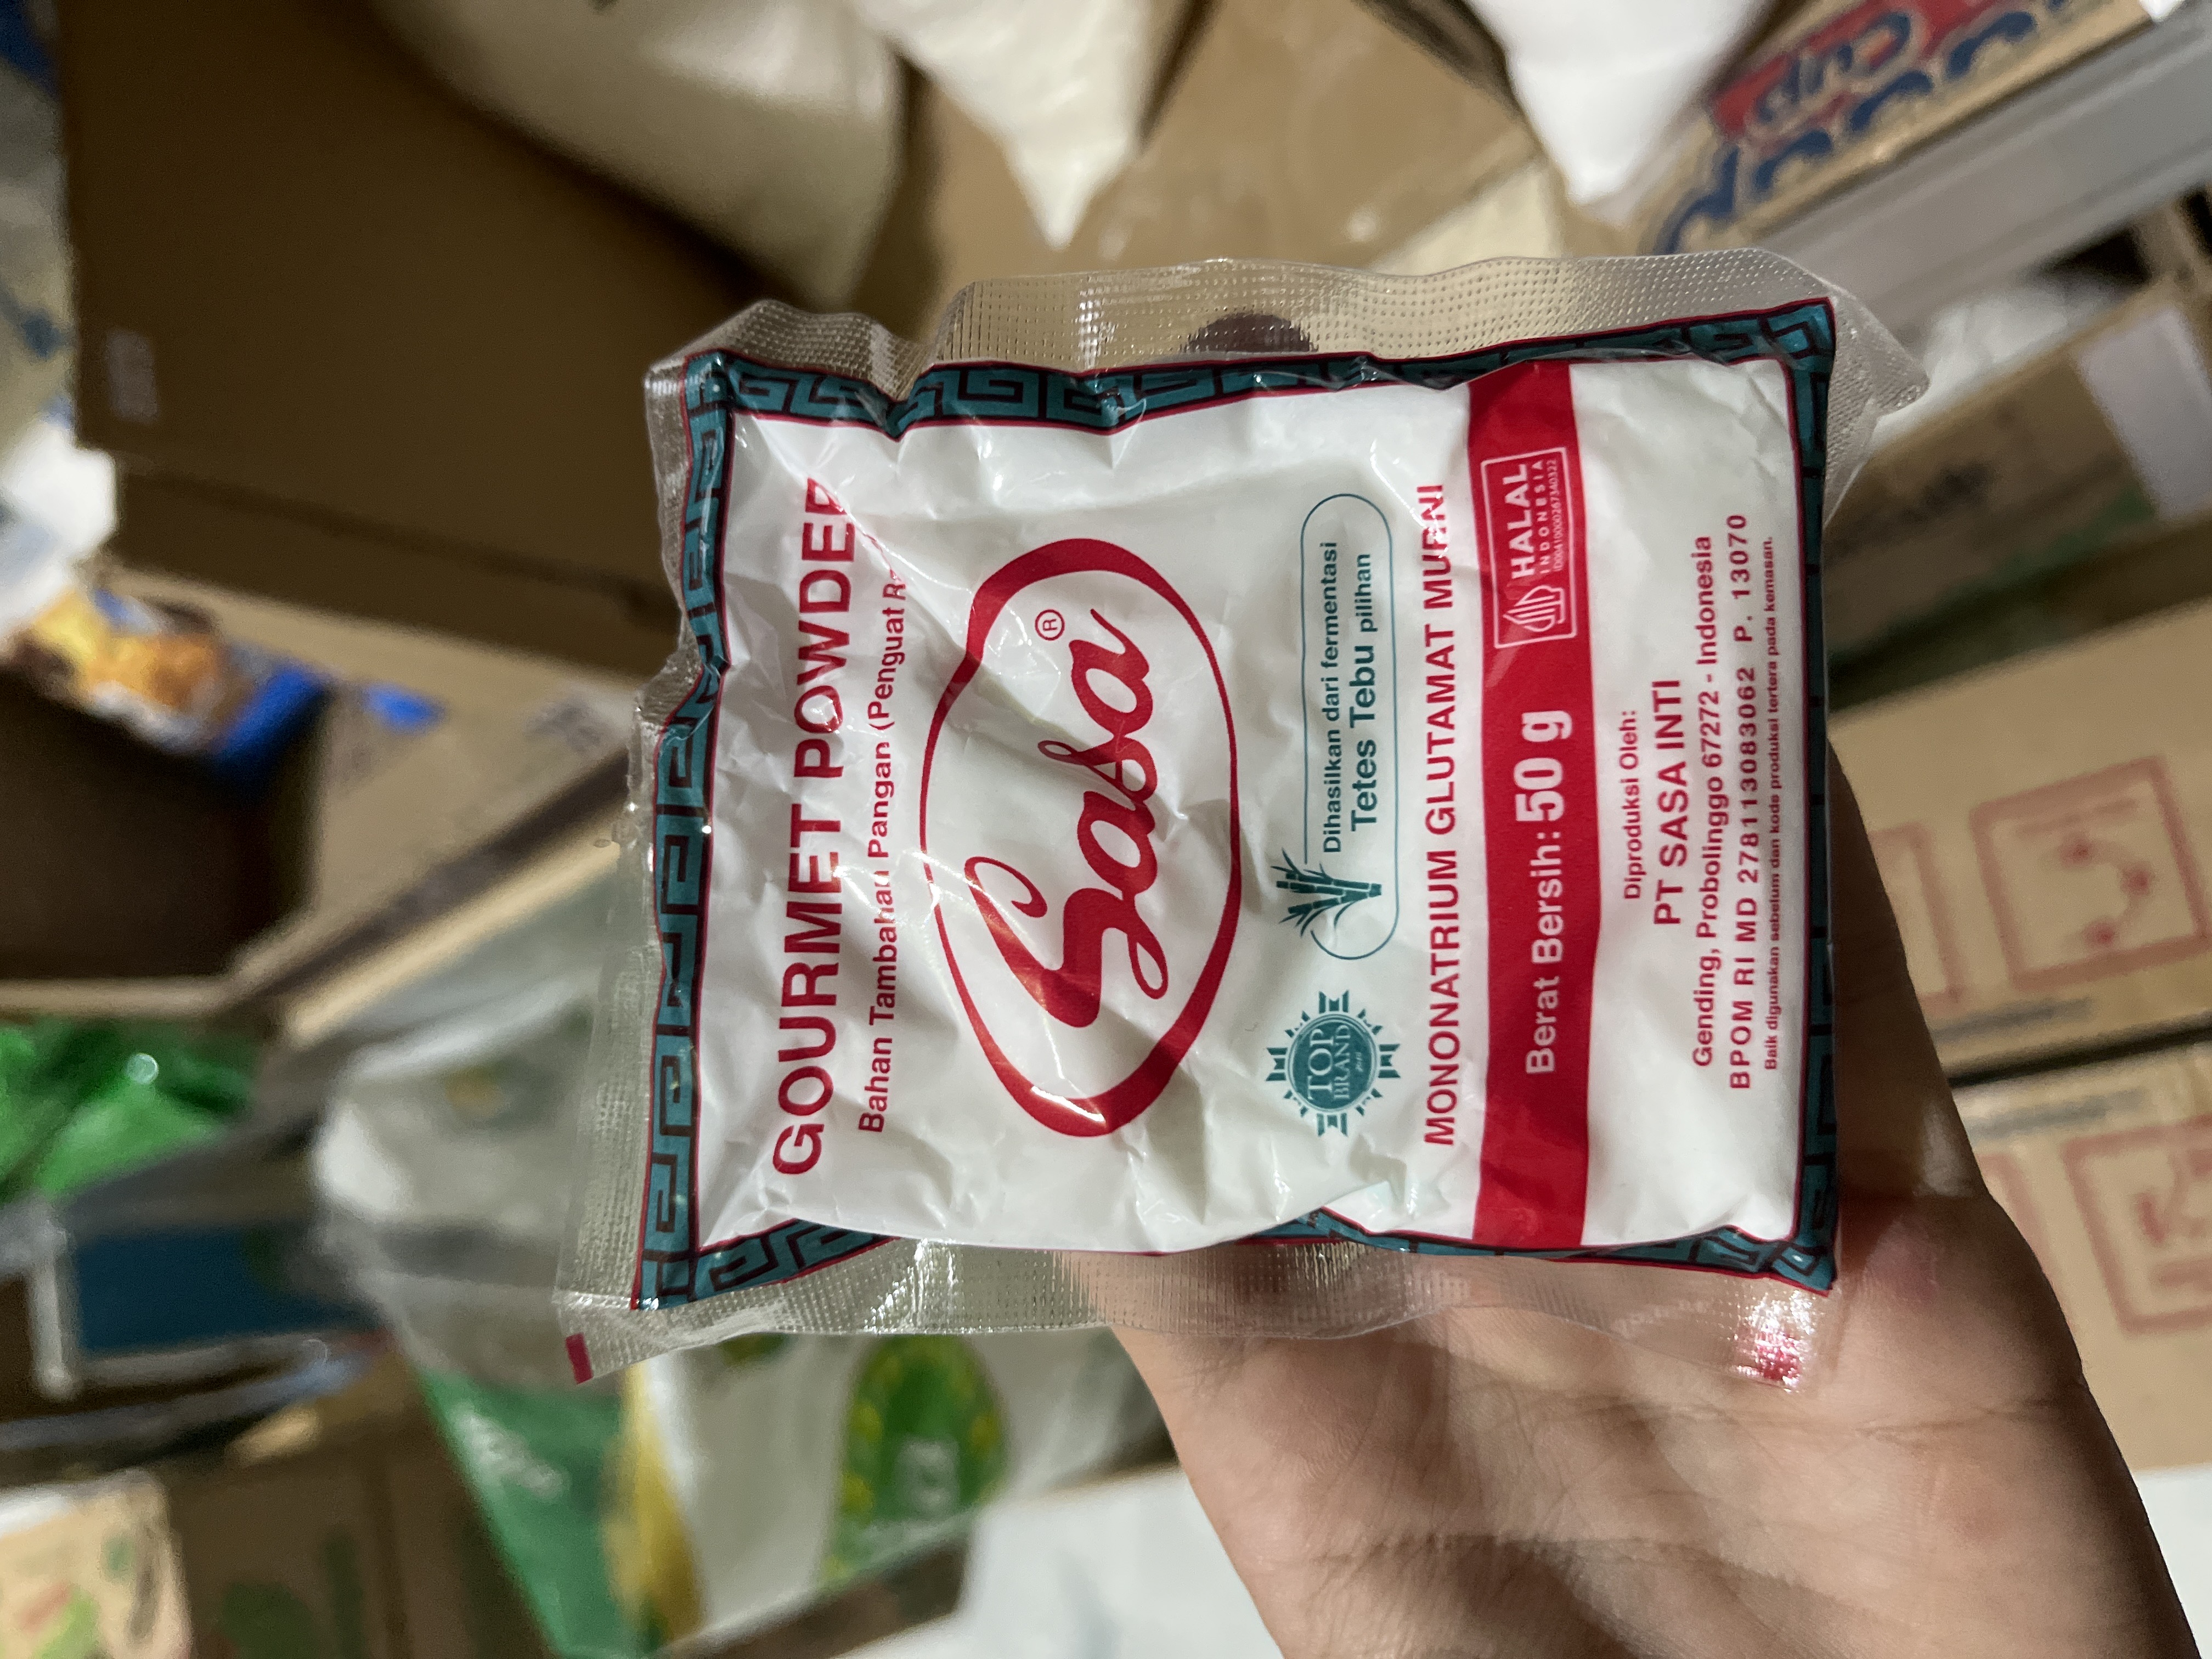 GOURMET POWDER
Bahan Tambahan Pangan (Penguat
Sasa®
TOP
BRAND
Dihasilkan dari fermentasi
Tetes Tebu pilihan
MONONATRIUM GLUTAMAT MURNI
Berat Bersih: 50 g
HALAL
INDONESIA
ID00410000267340322
Diproduksi Oleh:
PT SASA INTI
Gending, Probolinggo 67272 - Indonesia
BPOM RI MD 278113083062 P. 13070
Baik digunakan sebelum dan kode produksi tertera pada kemasan.